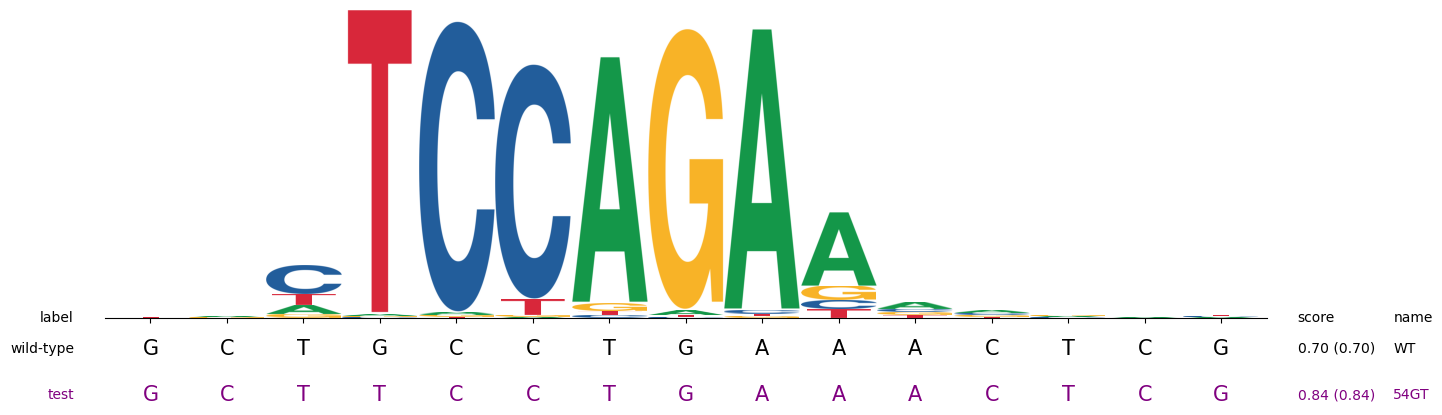 C T A T C C T A G G A A G C T A
label score name
wild-type G C T G C C T G A A A C T C G 0.70 (0.70) WT
test G C T T C C T G A A A C T C G 0.84 (0.84) 54GT